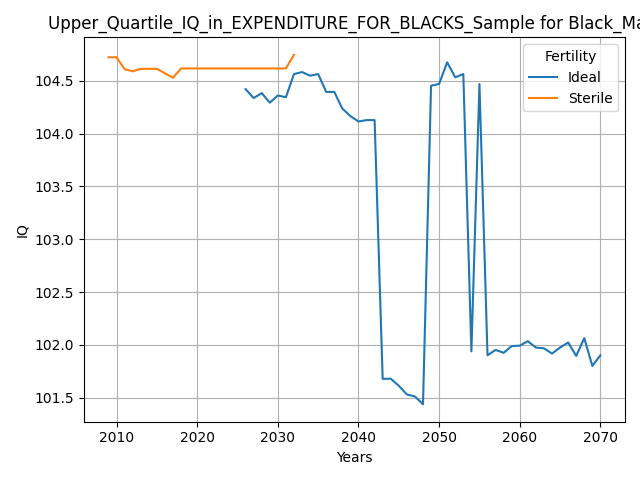 Upper_Quartile_IQ_in_EXPENDITURE_FOR_BLACKS_Sample for Black_Ma
Fertility
Ideal
Sterile
104.5
104.0
103.5
103.0
102.5
102.0
101.5
IQ
2010 2020 2030 2040 2050 2060 2070
Years